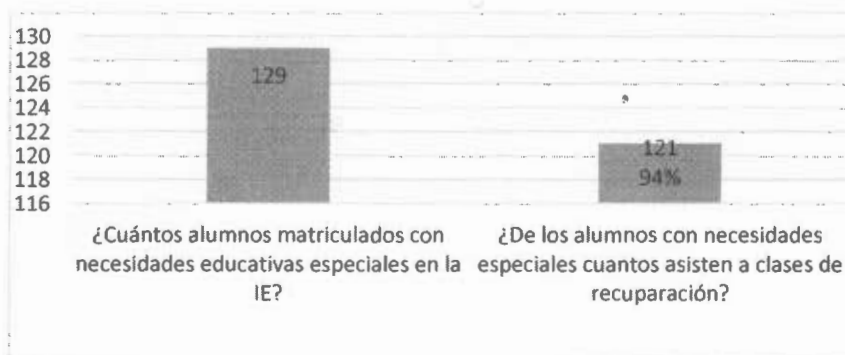 130
128
126
124
122
120
118
116
129
121
94%
¿Cuántos alumnos matriculados con
necesidades educativas especiales en la
IE?
¿De los alumnos con necesidades
especiales cuantos asisten a clases de
recuparación?